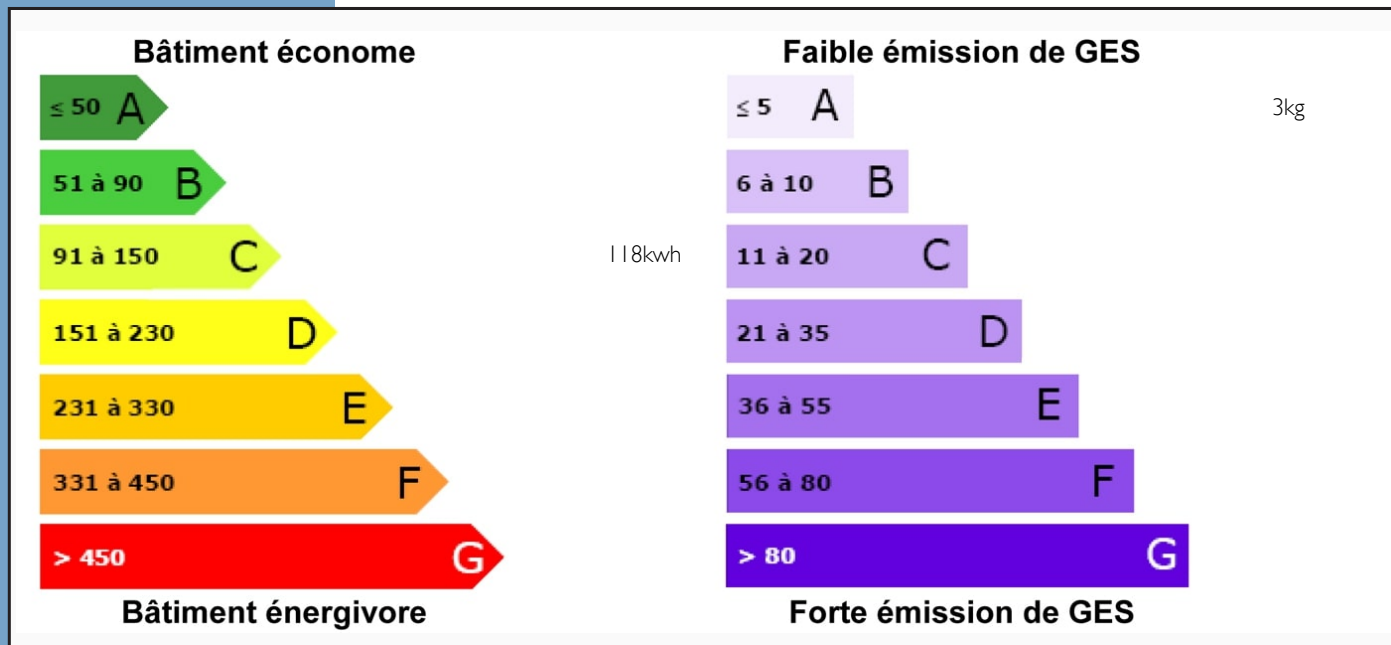 Bâtiment économe
≤ 50 A
51 à 90 B
91 à 150 C
118kwh
151 à 230 D
231 à 330 E
331 à 450 F
> 450 G
Bâtiment énergivore
Faible émission de GES
≤ 5 A
3kg
6 à 10 B
11 à 20 C
21 à 35 D
36 à 55 E
56 à 80 F
> 80 G
Forte émission de GES